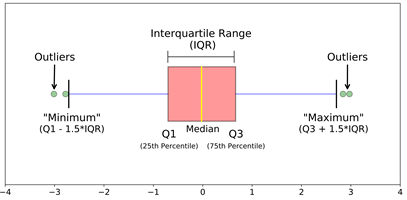 Interquartile Range
(IQR)
Outliers
Outliers
"Minimum"
(Q1 - 1.5*IQR)
"Maximum"
(Q3 + 1.5*IQR)
Q1
Median
Q3
(25th Percentile)
(75th Percentile)
−4
−3
−2
−1
0
1
2
3
4